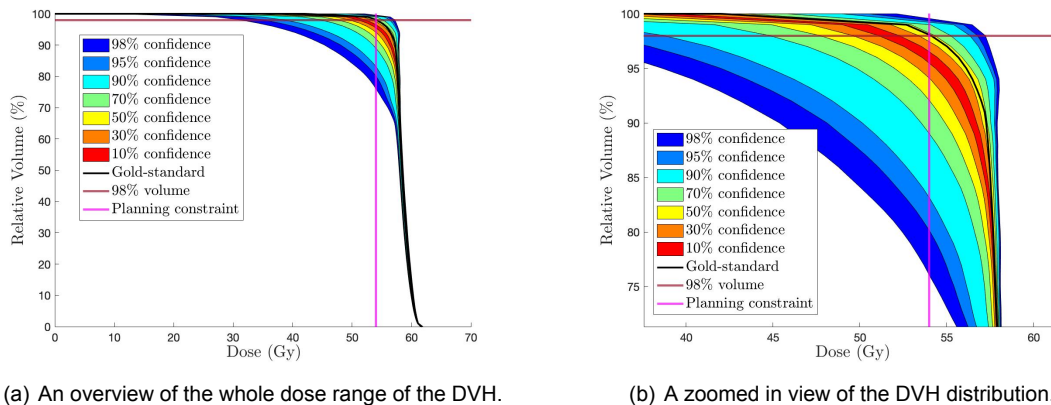 100
90
80
70
60
50
40
30
20
10
0
Relative Volume (%)
98% confidence
95% confidence
90% confidence
70% confidence
50% confidence
30% confidence
10% confidence
Gold-standard
98% volume
Planning constraint
0 10 20 30 40 50 60 70
Dose (Gy)
(a) An overview of the whole dose range of the DVH.
100
95
90
85
80
75
Relative Volume (%)
98% confidence
95% confidence
90% confidence
70% confidence
50% confidence
30% confidence
10% confidence
Gold-standard
98% volume
Planning constraint
40 45 50 55 60
Dose (Gy)
(b) A zoomed in view of the DVH distribution.